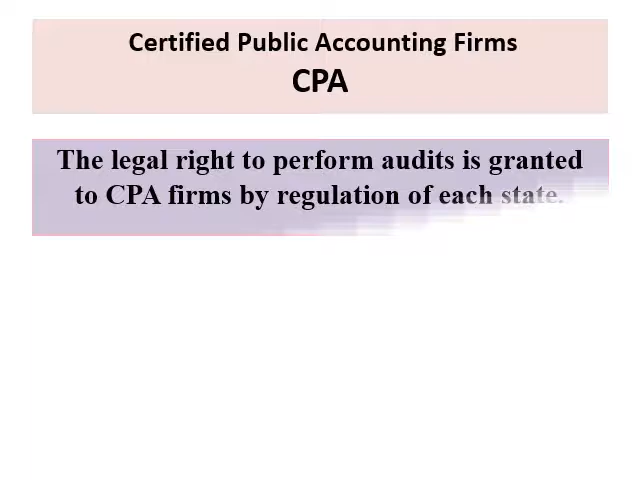 Certified Public Accounting Firms
CPA
The legal right to perform audits is granted
to CPA firms by regulation of each state.